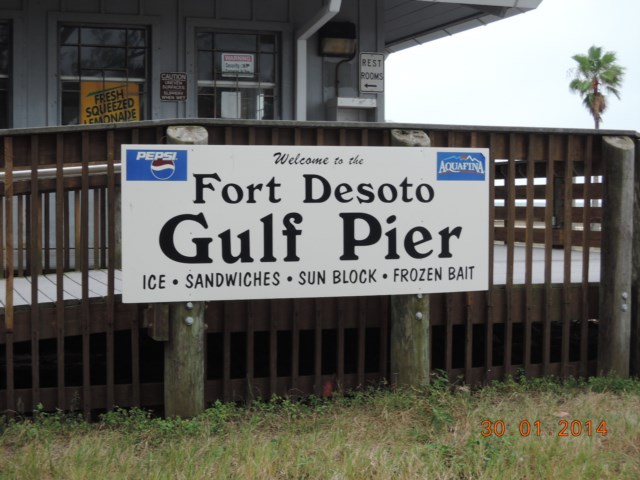 FRESH
SQUEEZED
LEMONADE
CAUTION
WARNING
REST
ROOMS
PEPSI
Welcome to the
AQUAFINA
Fort Desoto
Gulf Pier
ICE • SANDWICHES • SUN BLOCK • FROZEN BAIT
30.01.2014